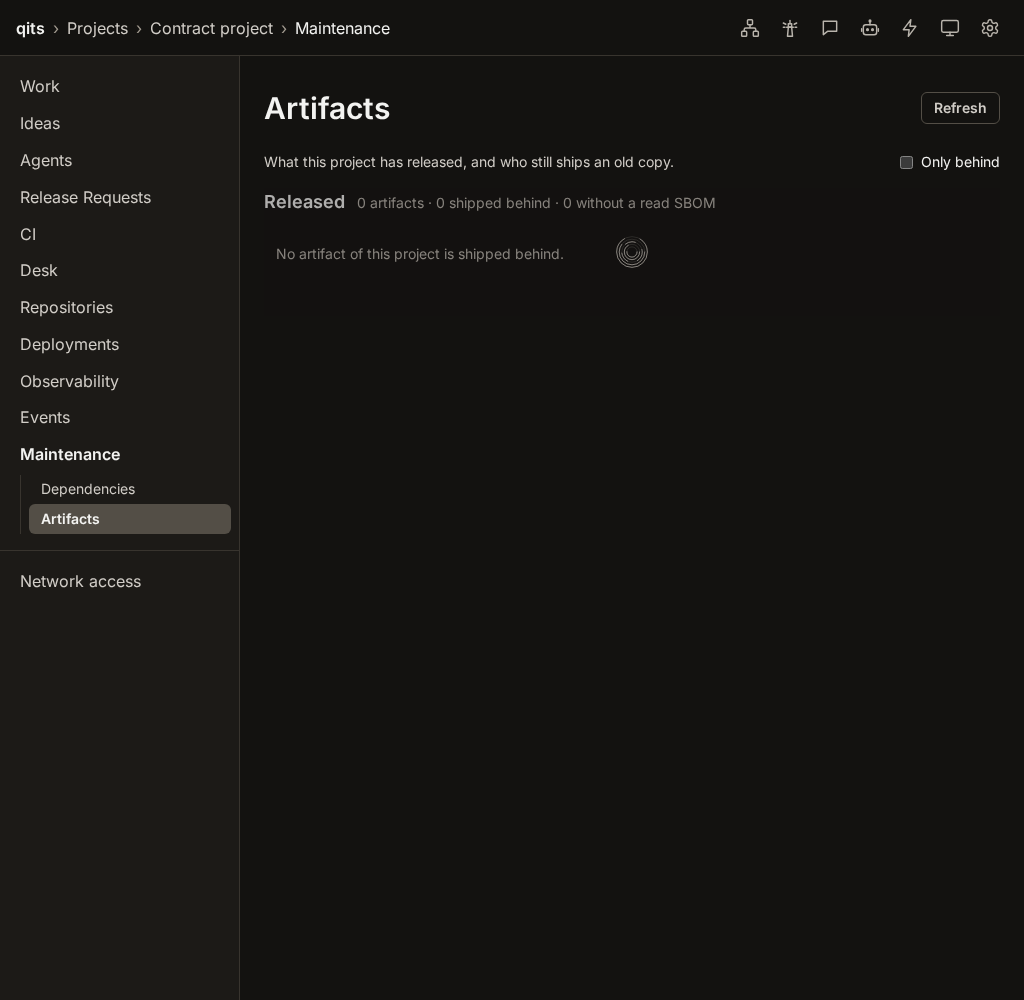 qits › Projects › Contract project › Maintenance
Work
Ideas
Agents
Release Requests
CI
Desk
Repositories
Deployments
Observability
Events
Maintenance
Dependencies
Artifacts
Network access
Artifacts
Refresh
What this project has released, and who still ships an old copy.
Only behind
Released 0 artifacts · 0 shipped behind · 0 without a read SBOM
No artifact of this project is shipped behind.